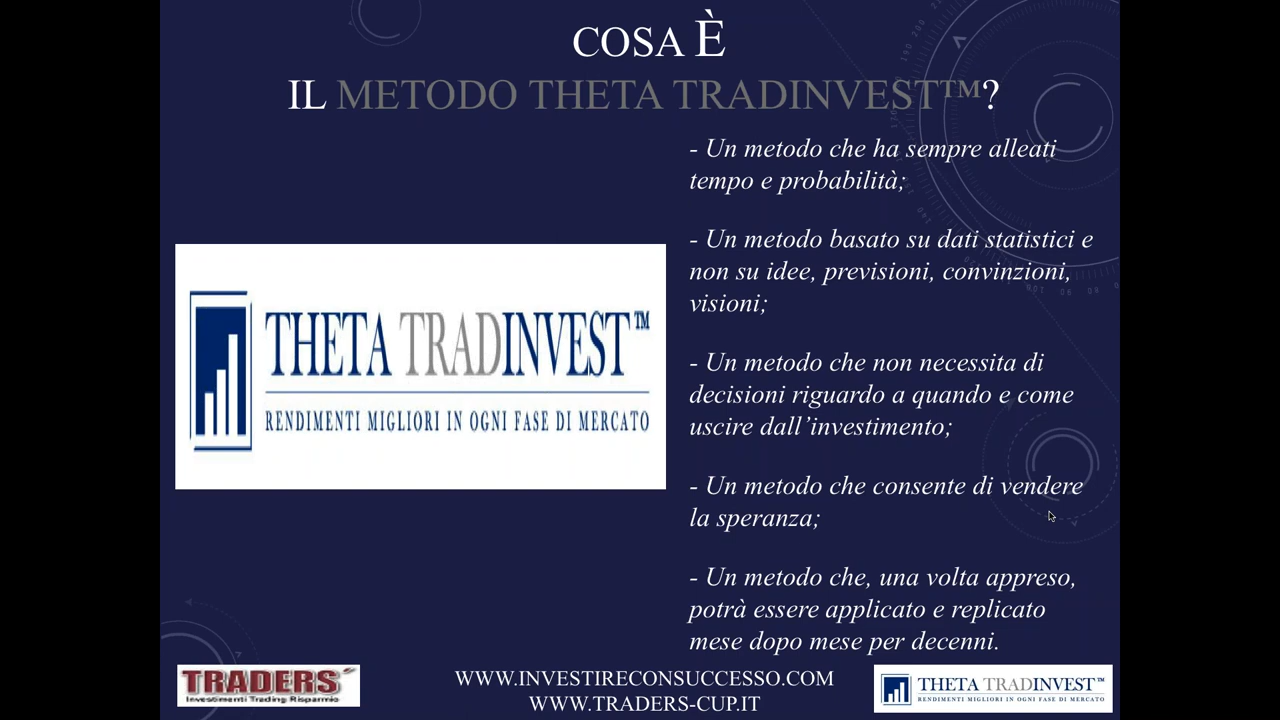 COSA È
IL METODO THETA TRADINVEST™?
- Un metodo che ha sempre alleati
tempo e probabilità;
- Un metodo basato su dati statistici e
non su idee, previsioni, convinzioni,
visioni;
- Un metodo che non necessita di
decisioni riguardo a quando e come
uscire dall’investimento;
- Un metodo che consente di vendere
la speranza;
- Un metodo che, una volta appreso,
potrà essere applicato e replicato
mese dopo mese per decenni.
THETA TRADINVEST™
RENDIMENTI MIGLIORI IN OGNI FASE DI MERCATO
TRADERS´
Investimenti Trading Risparmio
WWW.INVESTIRECONSUCCESSO.COM
WWW.TRADERS-CUP.IT
THETA TRADINVEST™
RENDIMENTI MIGLIORI IN OGNI FASE DI MERCATO